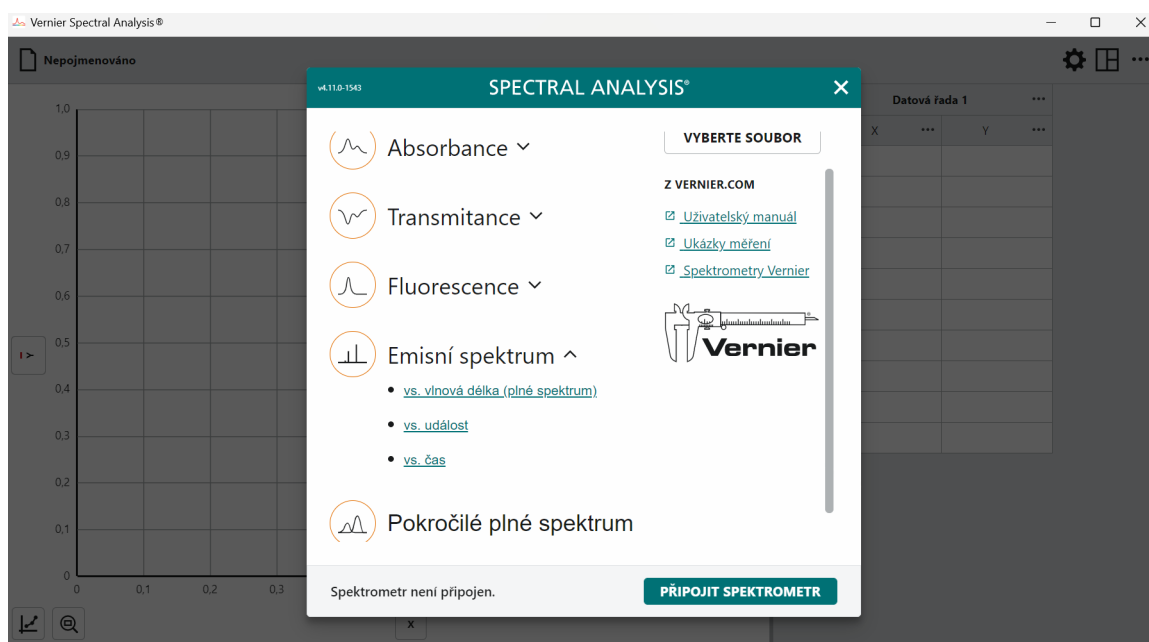 Vernier Spectral Analysis®
Nepojmenováno
v4.11.0-1543
SPECTRAL ANALYSIS®
Absorbance
Transmitance
Fluorescence
Emisní spektrum
vs. vlnová délka (plné spektrum)
vs. událost
vs. čas
Pokročilé plné spektrum
VYBERTE SOUBOR
Z VERNIER.COM
Uživatelský manuál
Ukázky měření
Spektrometry Vernier
Vernier
Spektrometr není připojen.
PŘIPOJIT SPEKTROMETR
Datová řada 1
X
Y
1,0
0,9
0,8
0,7
0,6
0,5
0,4
0,3
0,2
0,1
0
0
0,1
0,2
0,3
Y
X